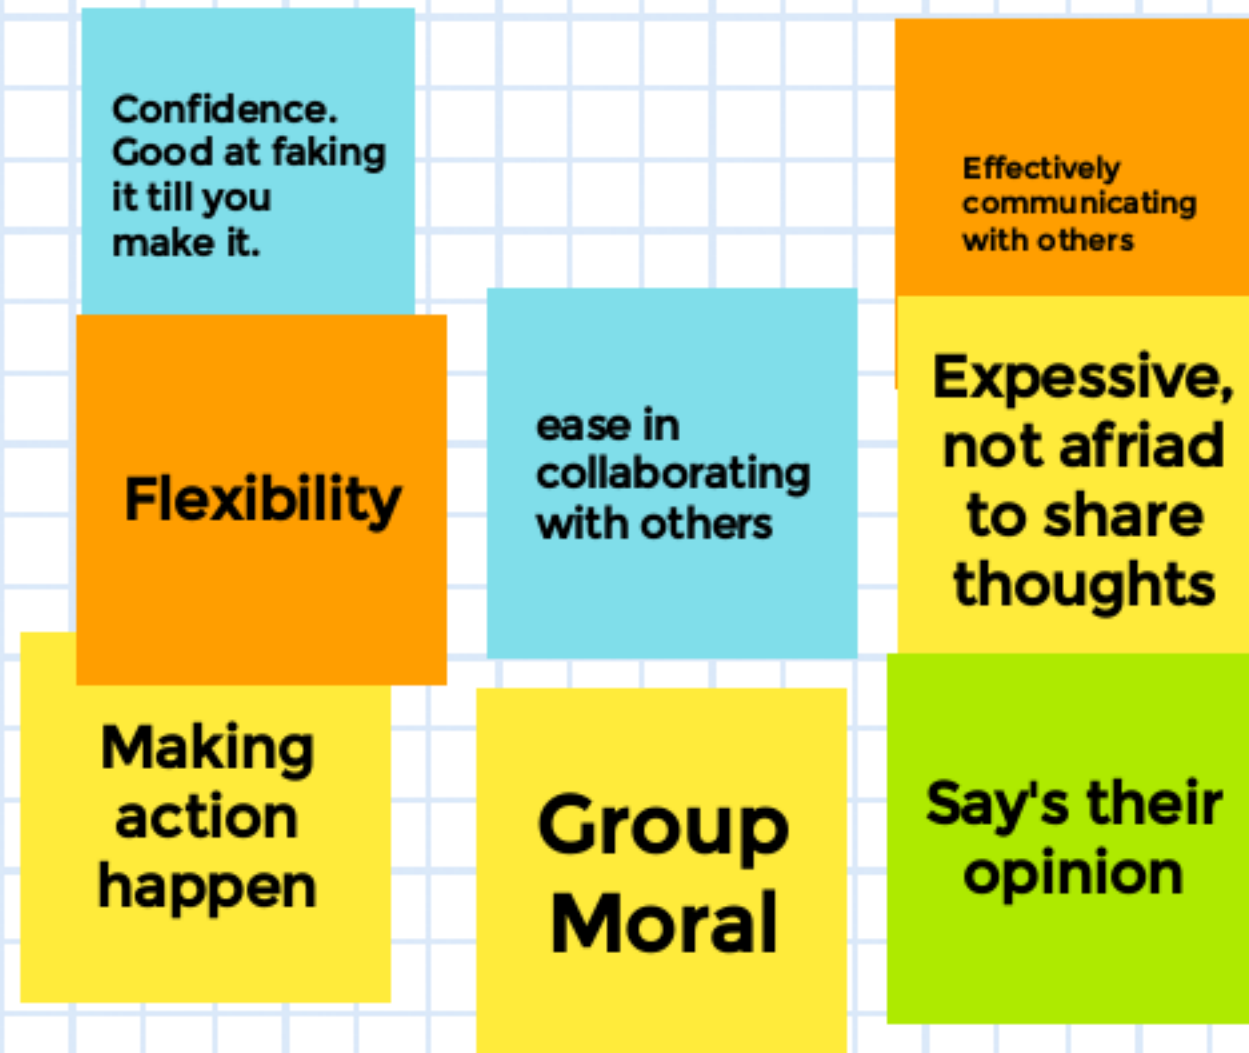 Confidence.
Good at faking
it till you
make it.
Flexibility
Making
action
happen
ease in
collaborating
with others
Group
Moral
Effectively
communicating
with others
Expessive,
not afriad
to share
thoughts
Say's their
opinion